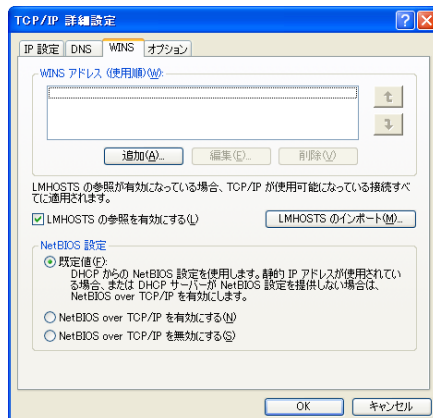 TCP/IP 詳細設定
IP 設定 DNS WINS オプション
WINS アドレス (使用順)(W):
追加(A)... 編集(E)... 削除(V)
LMHOSTS の参照が有効になっている場合、TCP/IP が使用可能になっている接続すべ
てに適用されます。
LMHOSTS の参照を有効にする(L) LMHOSTS のインポート(M)...
NetBIOS 設定
既定値(F):
DHCP からの NetBIOS 設定を使用します。静的 IP アドレスが使用されてい
る場合、または DHCP サーバーが NetBIOS 設定を提供しない場合は、
NetBIOS over TCP/IP を有効にします。
NetBIOS over TCP/IP を有効にする(N)
NetBIOS over TCP/IP を無効にする(S)
OK キャンセル